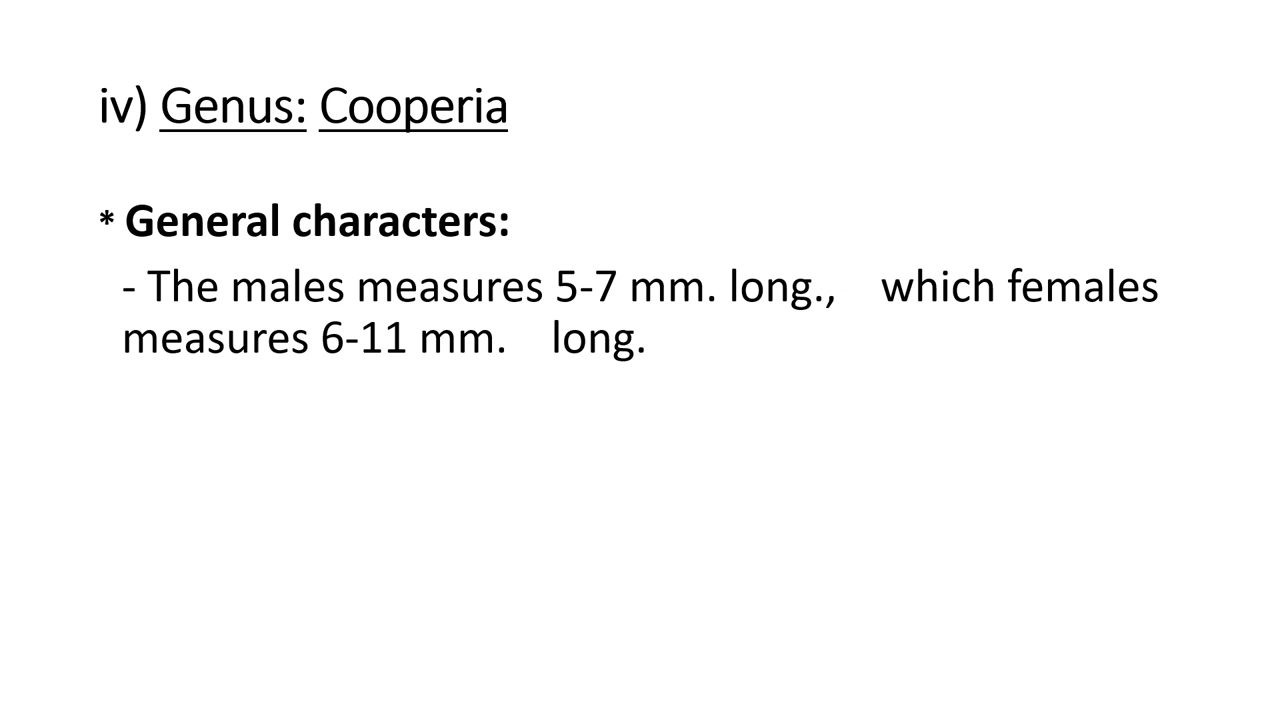 iv) Genus: Cooperia
* General characters:
- The males measures 5-7 mm. long., which females
measures 6-11 mm. long.